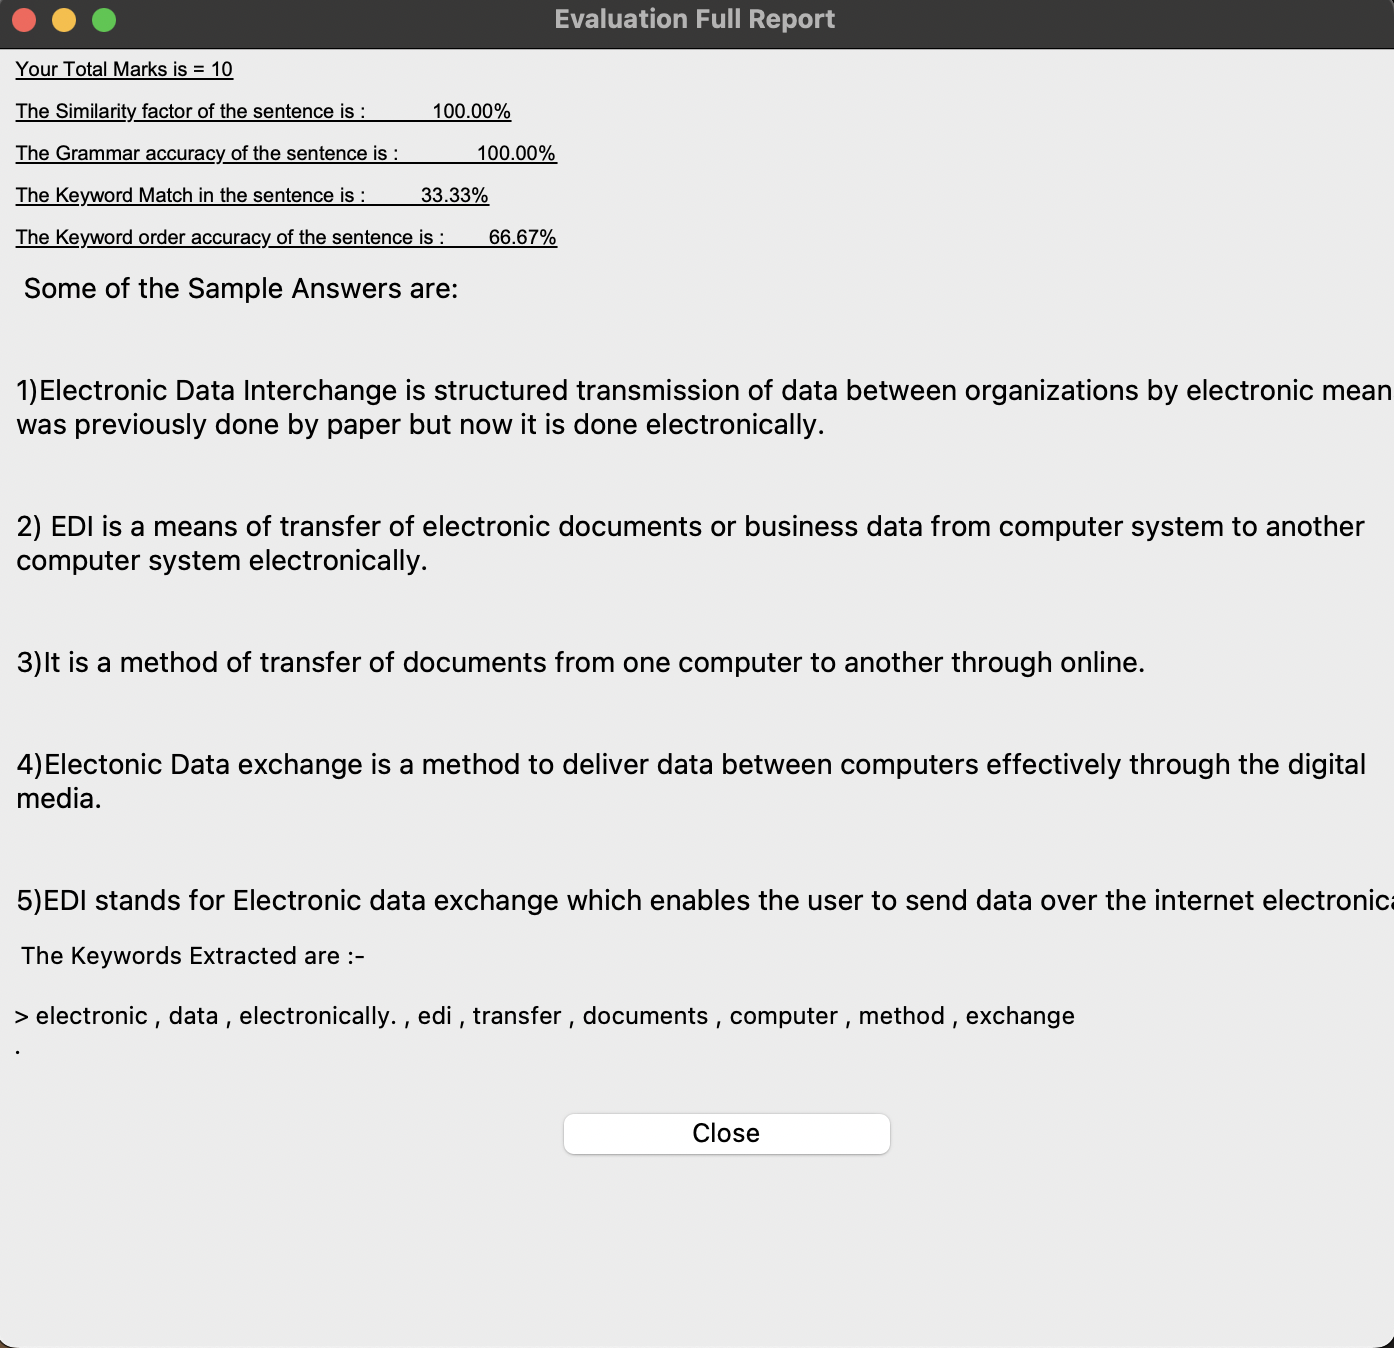 Evaluation Full Report
Your Total Marks is = 10
The Similarity factor of the sentence is : 100.00%
The Grammar accuracy of the sentence is : 100.00%
The Keyword Match in the sentence is : 33.33%
The Keyword order accuracy of the sentence is : 66.67%
Some of the Sample Answers are:
1)Electronic Data Interchange is structured transmission of data between organizations by electronic mean
was previously done by paper but now it is done electronically.
2) EDI is a means of transfer of electronic documents or business data from computer system to another
computer system electronically.
3)It is a method of transfer of documents from one computer to another through online.
4)Electonic Data exchange is a method to deliver data between computers effectively through the digital
media.
5)EDI stands for Electronic data exchange which enables the user to send data over the internet electronic
The Keywords Extracted are :-
> electronic , data , electronically. , edi , transfer , documents , computer , method , exchange
.
Close